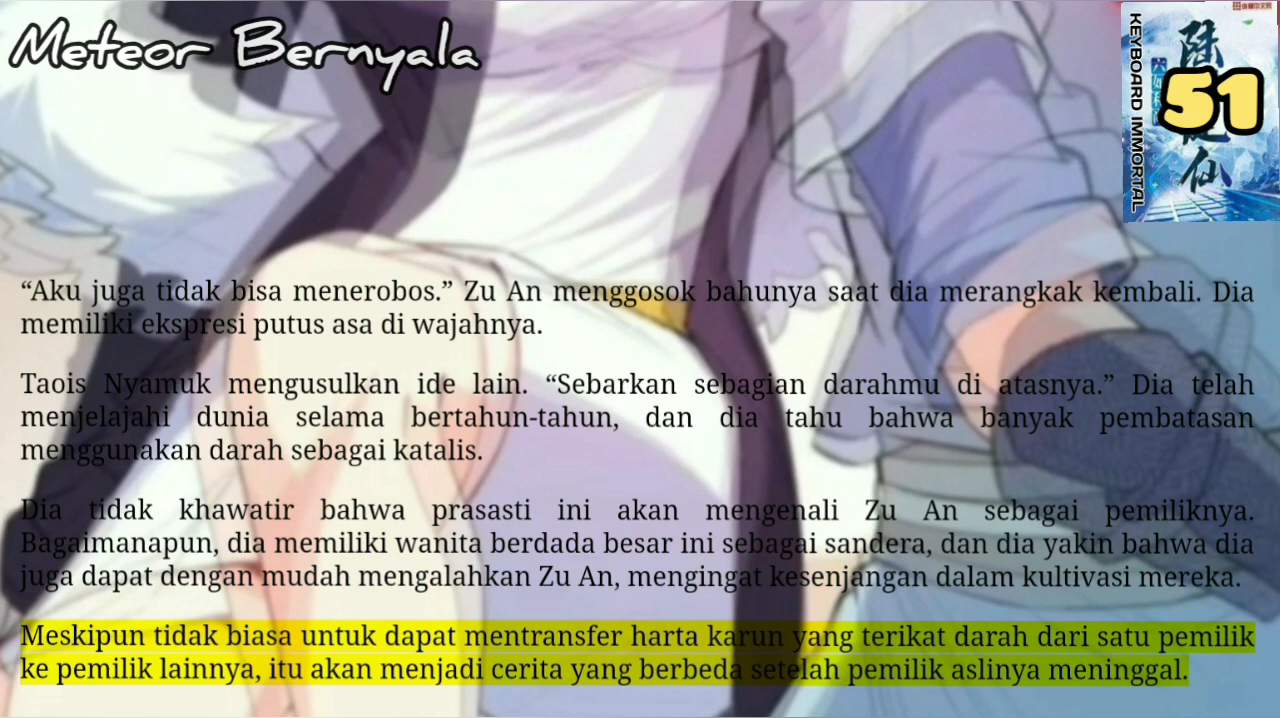 Meteor Bernyala
KEYBOARD IMMORTAL
51
“Aku juga tidak bisa menerobos.” Zu An menggosok bahunya saat dia merangkak kembali. Dia
memiliki ekspresi putus asa di wajahnya.
Taois Nyamuk mengusulkan ide lain. “Sebarkan sebagian darahmu di atasnya.” Dia telah
menjelajahi dunia selama bertahun-tahun, dan dia tahu bahwa banyak pembatasan
menggunakan darah sebagai katalis.
Dia tidak khawatir bahwa prasasti ini akan mengenali Zu An sebagai pemiliknya.
Bagaimanapun, dia memiliki wanita berdada besar ini sebagai sandera, dan dia yakin bahwa dia
juga dapat dengan mudah mengalahkan Zu An, mengingat kesenjangan dalam kultivasi mereka.
Meskipun tidak biasa untuk dapat mentransfer harta karun yang terikat darah dari satu pemilik
ke pemilik lainnya, itu akan menjadi cerita yang berbeda setelah pemilik aslinya meninggal.